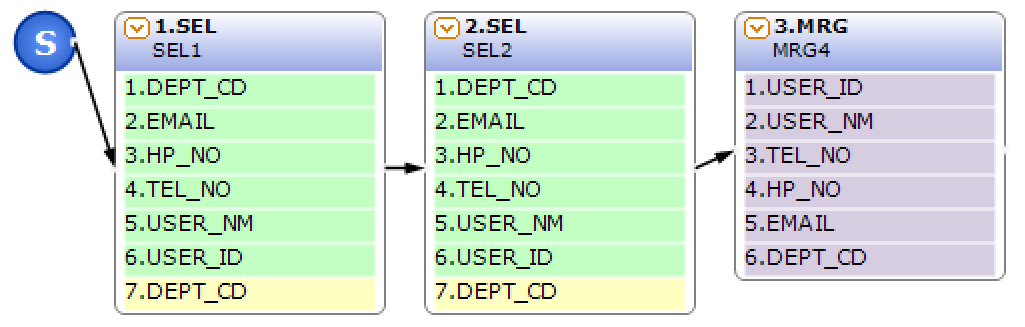 S
1.SEL
SEL1
1.DEPT_CD
2.EMAIL
3.HP_NO
4.TEL_NO
5.USER_NM
6.USER_ID
7.DEPT_CD
2.SEL
SEL2
1.DEPT_CD
2.EMAIL
3.HP_NO
4.TEL_NO
5.USER_NM
6.USER_ID
7.DEPT_CD
3.MRG
MRG4
1.USER_ID
2.USER_NM
3.TEL_NO
4.HP_NO
5.EMAIL
6.DEPT_CD